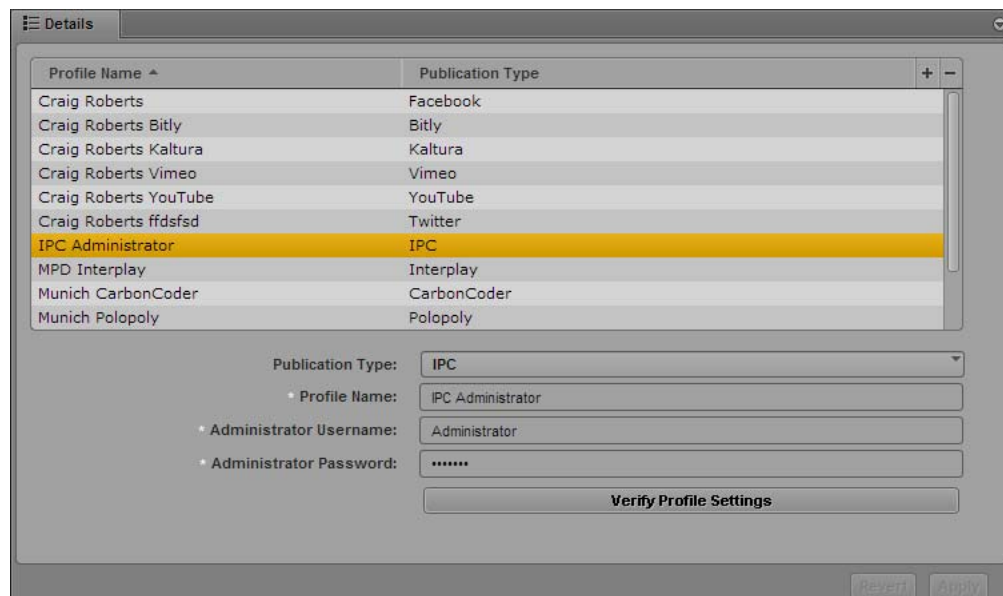 Details
Profile Name Publication Type + −
Craig Roberts Facebook
Craig Roberts Bitly Bitly
Craig Roberts Kaltura Kaltura
Craig Roberts Vimeo Vimeo
Craig Roberts YouTube YouTube
Craig Roberts ffdsfsd Twitter
IPC Administrator IPC
MPD Interplay Interplay
Munich CarbonCoder CarbonCoder
Munich Polopoly Polopoly
Publication Type: IPC
* Profile Name: IPC Administrator
* Administrator Username: Administrator
* Administrator Password: •••••••
Verify Profile Settings
Revert Apply